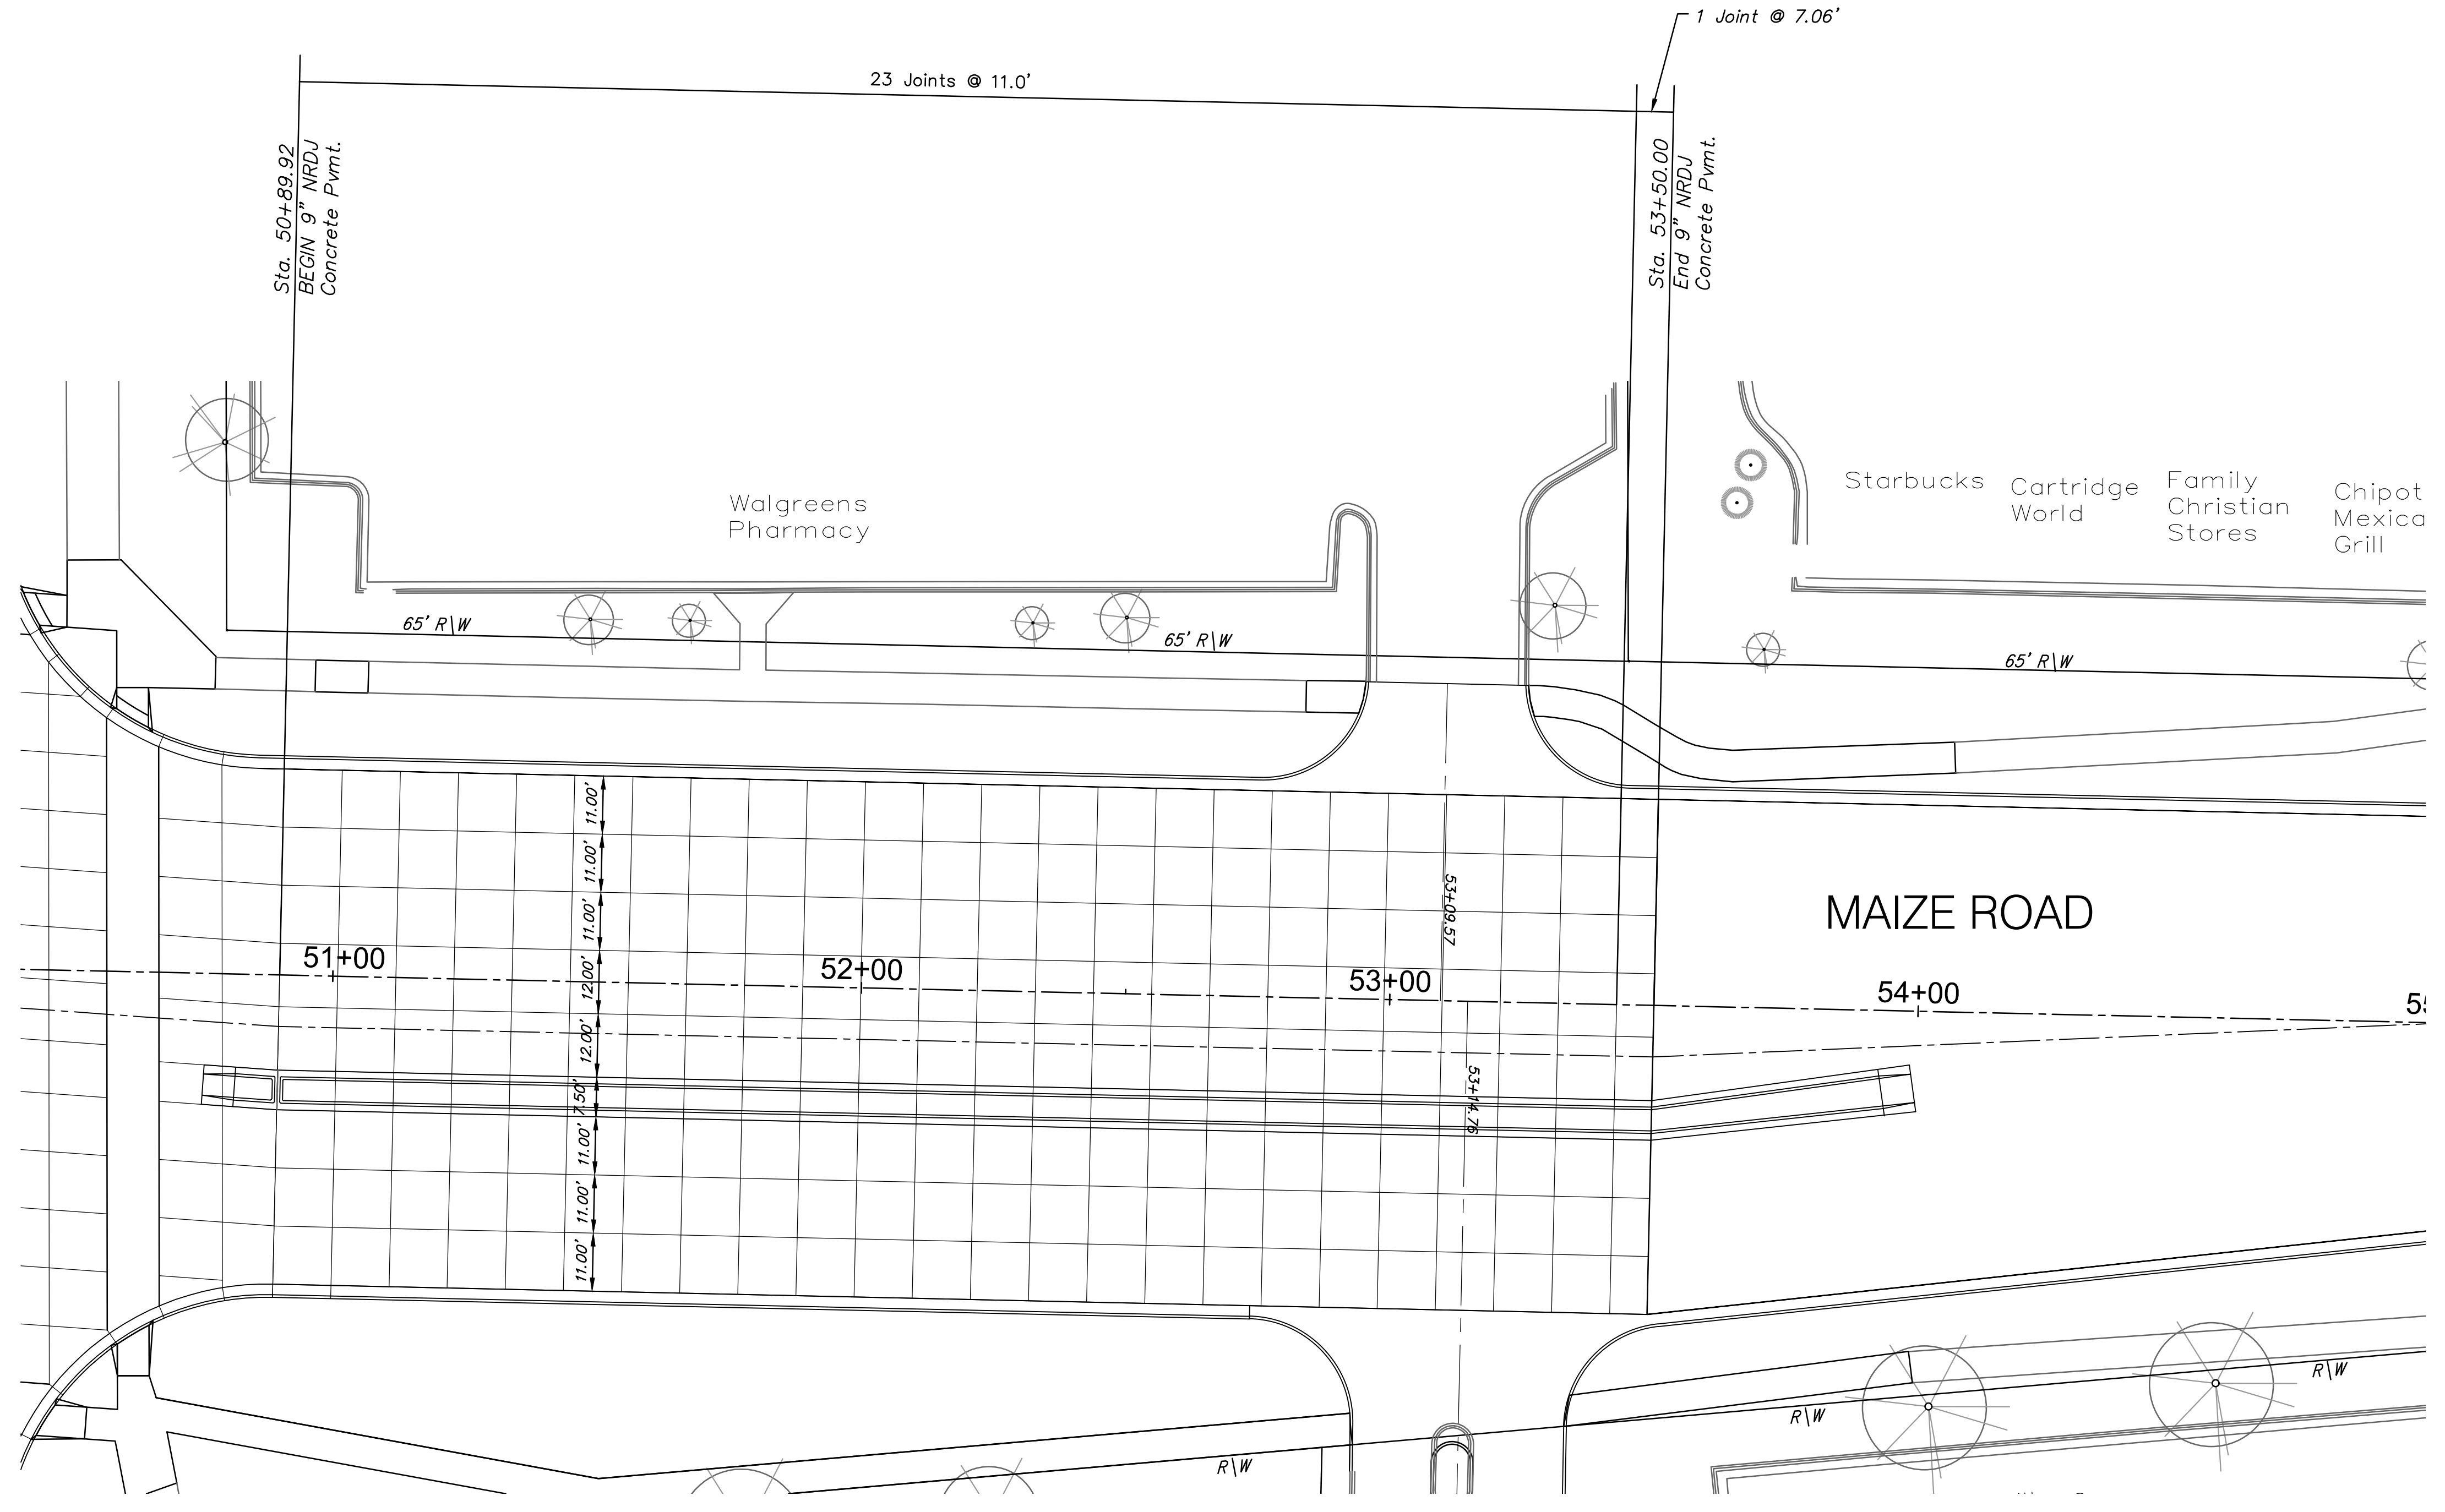 1 Joint @ 7.06'
23 Joints @ 11.0'
Sta. 50+89.92
BEGIN 9" NRDJ
Concrete Pvmt.
Sta. 53+50.00
End 9" NRDJ
Concrete Pvmt.
Walgreens
Pharmacy
Starbucks
Cartridge
World
Family
Christian
Stores
Chipot
Mexica
Grill
65' R\W
65' R\W
65' R\W
11.00'
11.00'
11.00'
12.00'
12.00'
7.50'
11.00'
11.00'
11.00'
53+09.57
MAIZE ROAD
51+00
52+00
53+00
54+00
55
53+14.76
R\W
R\W
R\W